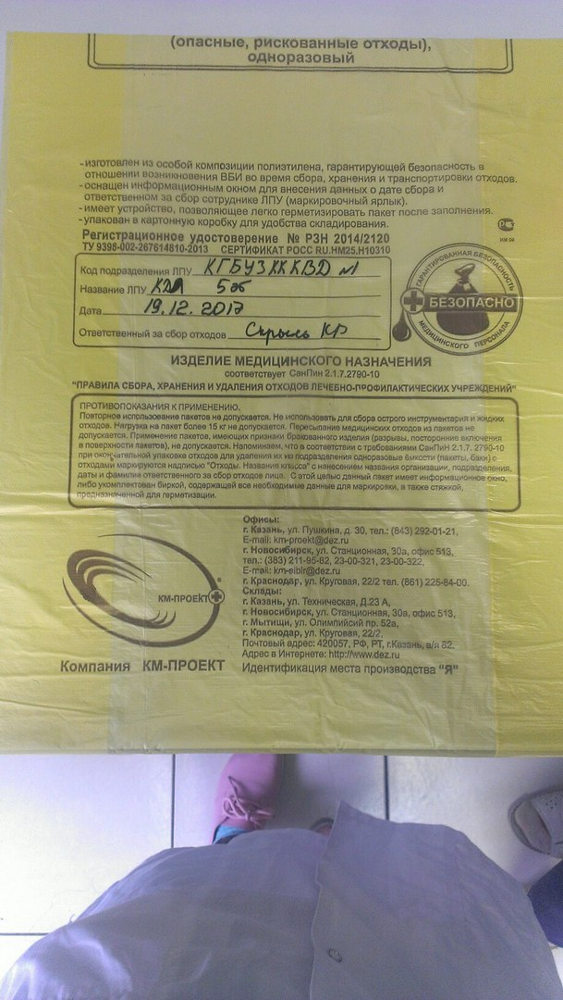 (опасные, рискованные отходы),
одноразовый
-изготовлен из особой композиции полиэтилена, гарантирующей безопасность в
отношении возникновения ВБИ во время сбора, хранения и транспортировки отходов.
-оснащен информационным окном для внесения данных о дате сбора и
ответственном за сбор сотруднике ЛПУ (маркировочный ярлык).
-имеет устройство, позволяющее легко герметизировать пакет после заполнения.
-упакован в картонную коробку для удобства складирования.
Регистрационное удостоверение № РЗН 2014/2120
ТУ 9398-002-267614810-2013 СЕРТИФИКАТ РОСС RU.НМ25.Н10310
Код подразделения ЛПУ КГБУЗ ККВД №1
Название ЛПУ КДЛ
Дата 19.12.2017
Ответственный за сбор отходов
ГАРАНТИРОВАННАЯ БЕЗОПАСНОСТЬ
БЕЗОПАСНО
МЕДИЦИНСКОГО ПЕРСОНАЛА
ИЗДЕЛИЕ МЕДИЦИНСКОГО НАЗНАЧЕНИЯ
соответствует СанПин 2.1.7.2790-10
"ПРАВИЛА СБОРА, ХРАНЕНИЯ И УДАЛЕНИЯ ОТХОДОВ ЛЕЧЕБНО-ПРОФИЛАКТИЧЕСКИХ УЧРЕЖДЕНИЙ"
ПРОТИВОПОКАЗАНИЯ К ПРИМЕНЕНИЮ.
Повторное использование пакетов не допускается. Не использовать для сбора острого инструментария и жидких
отходов. Нагрузка на пакет более 15 кг не допускается. Пересыпание медицинских отходов из пакетов не
допускается. Применение пакетов, имеющих признаки бракованного изделия (разрывы, посторонние включения
в поверхности пакетов), не допускается. Напоминаем, что в соответствии с требованиями СанПиН 2.1.7. 2790-10
при окончательной упаковке отходов для удаления их из подразделения одноразовые ёмкости (пакеты, баки) с
отходами маркируются надписью "Отходы. Название класса" с нанесением названия организации, подразделения,
даты и фамилии ответственного за сбор отходов лица. С этой целью данный пакет имеет информационное окно,
либо укомплектован биркой, содержащей все необходимые данные для маркировки, а также стяжкой,
предназначенной для герметизации.
КМ-ПРОЕКТ
Компания КМ-ПРОЕКТ
Офисы:
г. Казань, ул. Пушкина, д. 30, тел.: (843) 292-01-21,
E-mail: km-proekt@dez.ru
г. Новосибирск, ул. Станционная, 30а, офис 513,
тел.: (383) 211-95-82, 23-00-321, 23-00-322,
E-mail: km-sibir@dez.ru
г. Краснодар, ул. Круговая, 22/2 тел. (861) 225-84-00.
Склады:
г. Казань, ул. Техническая, Д.23 А,
г. Новосибирск, ул. Станционная, 30а, офис 513,
г. Мытищи, ул. Олимпийский пр. 52а,
г. Краснодар, ул. Круговая, 22/2,
Почтовый адрес: 420057, РФ, РТ, г.Казань, а/я 82.
Адрес в Интернете: http://www.dez.ru
Идентификация места производства "Я"